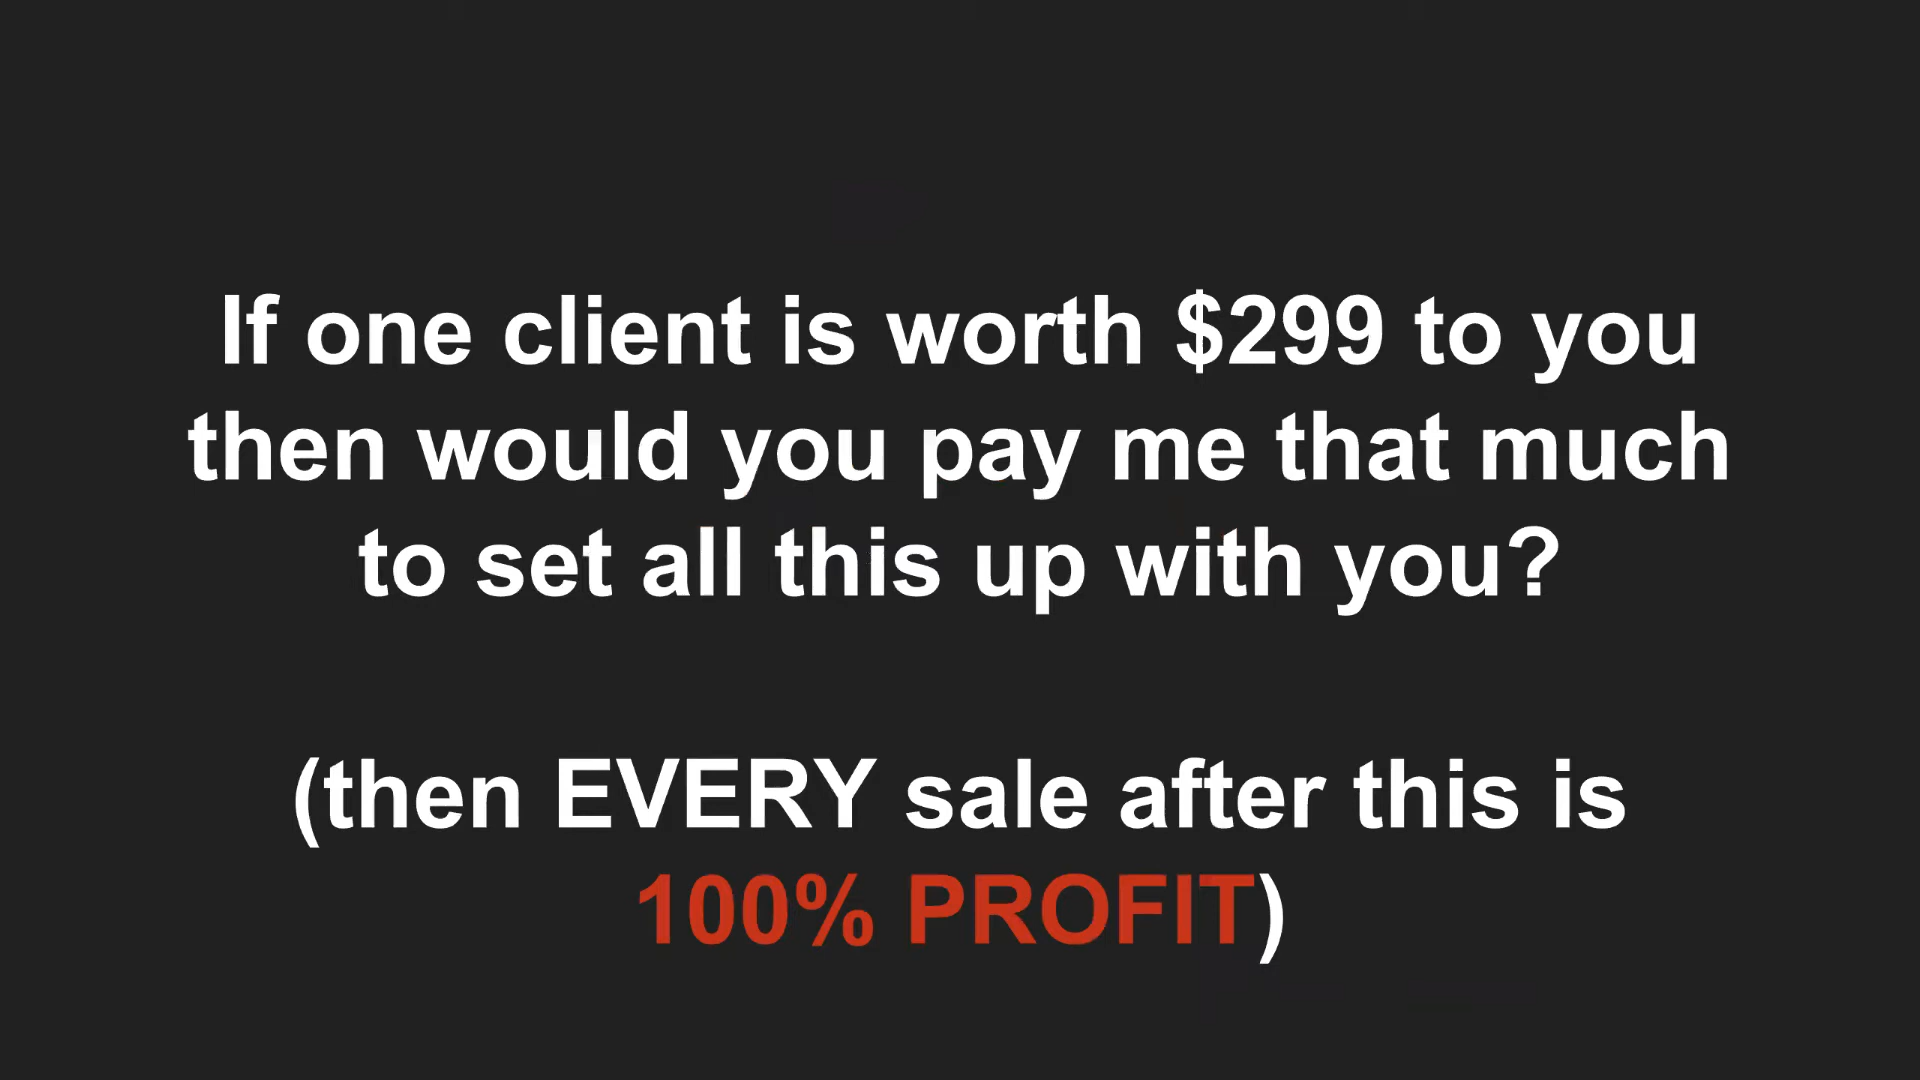 If one client is worth $299 to you
then would you pay me that much
to set all this up with you?
(then EVERY sale after this is
100% PROFIT)